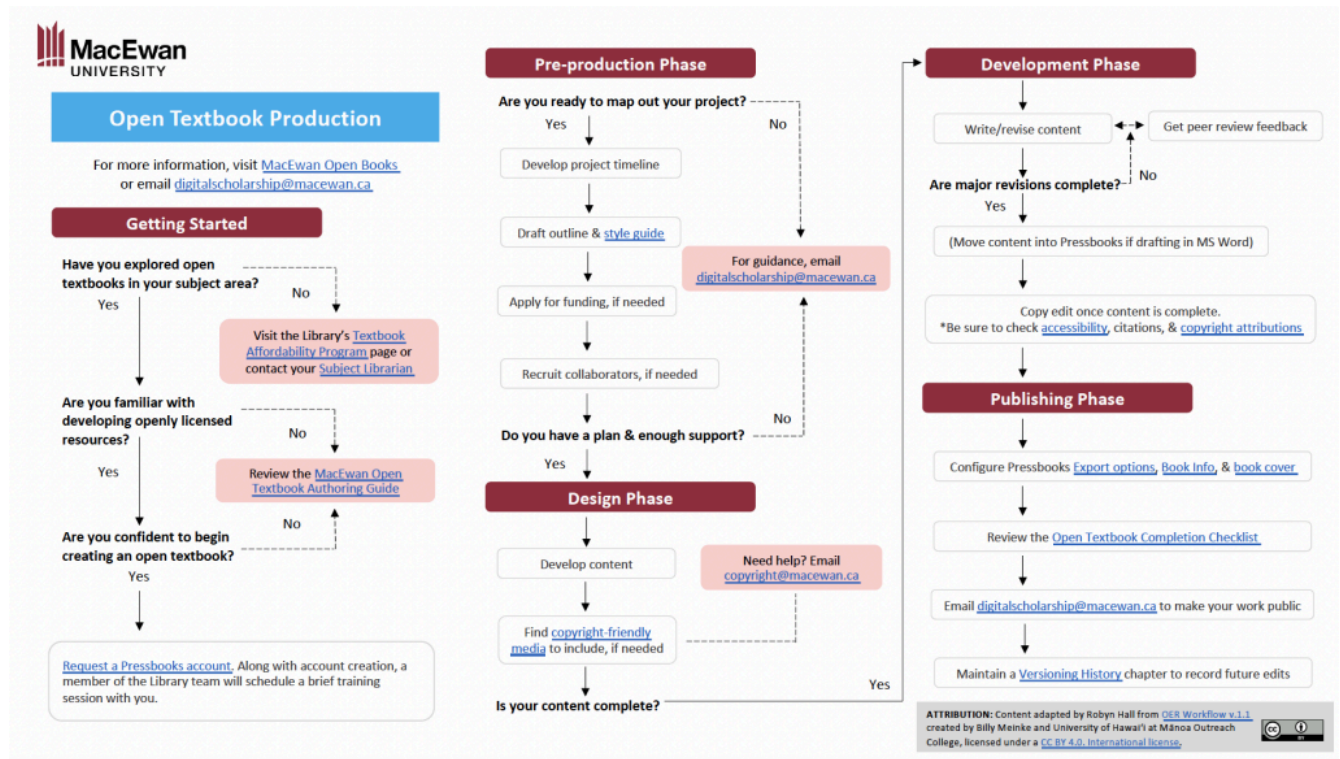 MacEwan
UNIVERSITY
Open Textbook Production
For more information, visit MacEwan Open Books
or email digitalscholarship@macewan.ca
Getting Started
Have you explored open
textbooks in your subject area?
No
Yes
Visit the Library's Textbook
Affordability Program page or
contact your Subject Librarian
Are you familiar with
developing openly licensed
resources?
No
Yes
Review the MacEwan Open
Textbook Authoring Guide
No
Are you confident to begin
creating an open textbook?
Yes
Request a Pressbooks account. Along with account creation, a
member of the Library team will schedule a brief training
session with you.
Pre-production Phase
Are you ready to map out your project?
Yes
No
Develop project timeline
Draft outline & style guide
For guidance, email
digitalscholarship@macewan.ca
Apply for funding, if needed
Recruit collaborators, if needed
No
Do you have a plan & enough support?
Yes
Design Phase
Develop content
Need help? Email
copyright@macewan.ca
Find copyright-friendly
media to include, if needed
Yes
Is your content complete?
Development Phase
Write/revise content
Get peer review feedback
No
Are major revisions complete?
Yes
(Move content into Pressbooks if drafting in MS Word)
Copy edit once content is complete.
*Be sure to check accessibility, citations, & copyright attributions
Publishing Phase
Configure Pressbooks Export options, Book Info, & book cover
Review the Open Textbook Completion Checklist
Email digitalscholarship@macewan.ca to make your work public
Maintain a Versioning History chapter to record future edits
ATTRIBUTION: Content adapted by Robyn Hall from OER Workflow v.1.1
created by Billy Meinke and University of Hawai'i at Mānoa Outreach
College, licensed under a CC BY 4.0. International license.
cc
BY